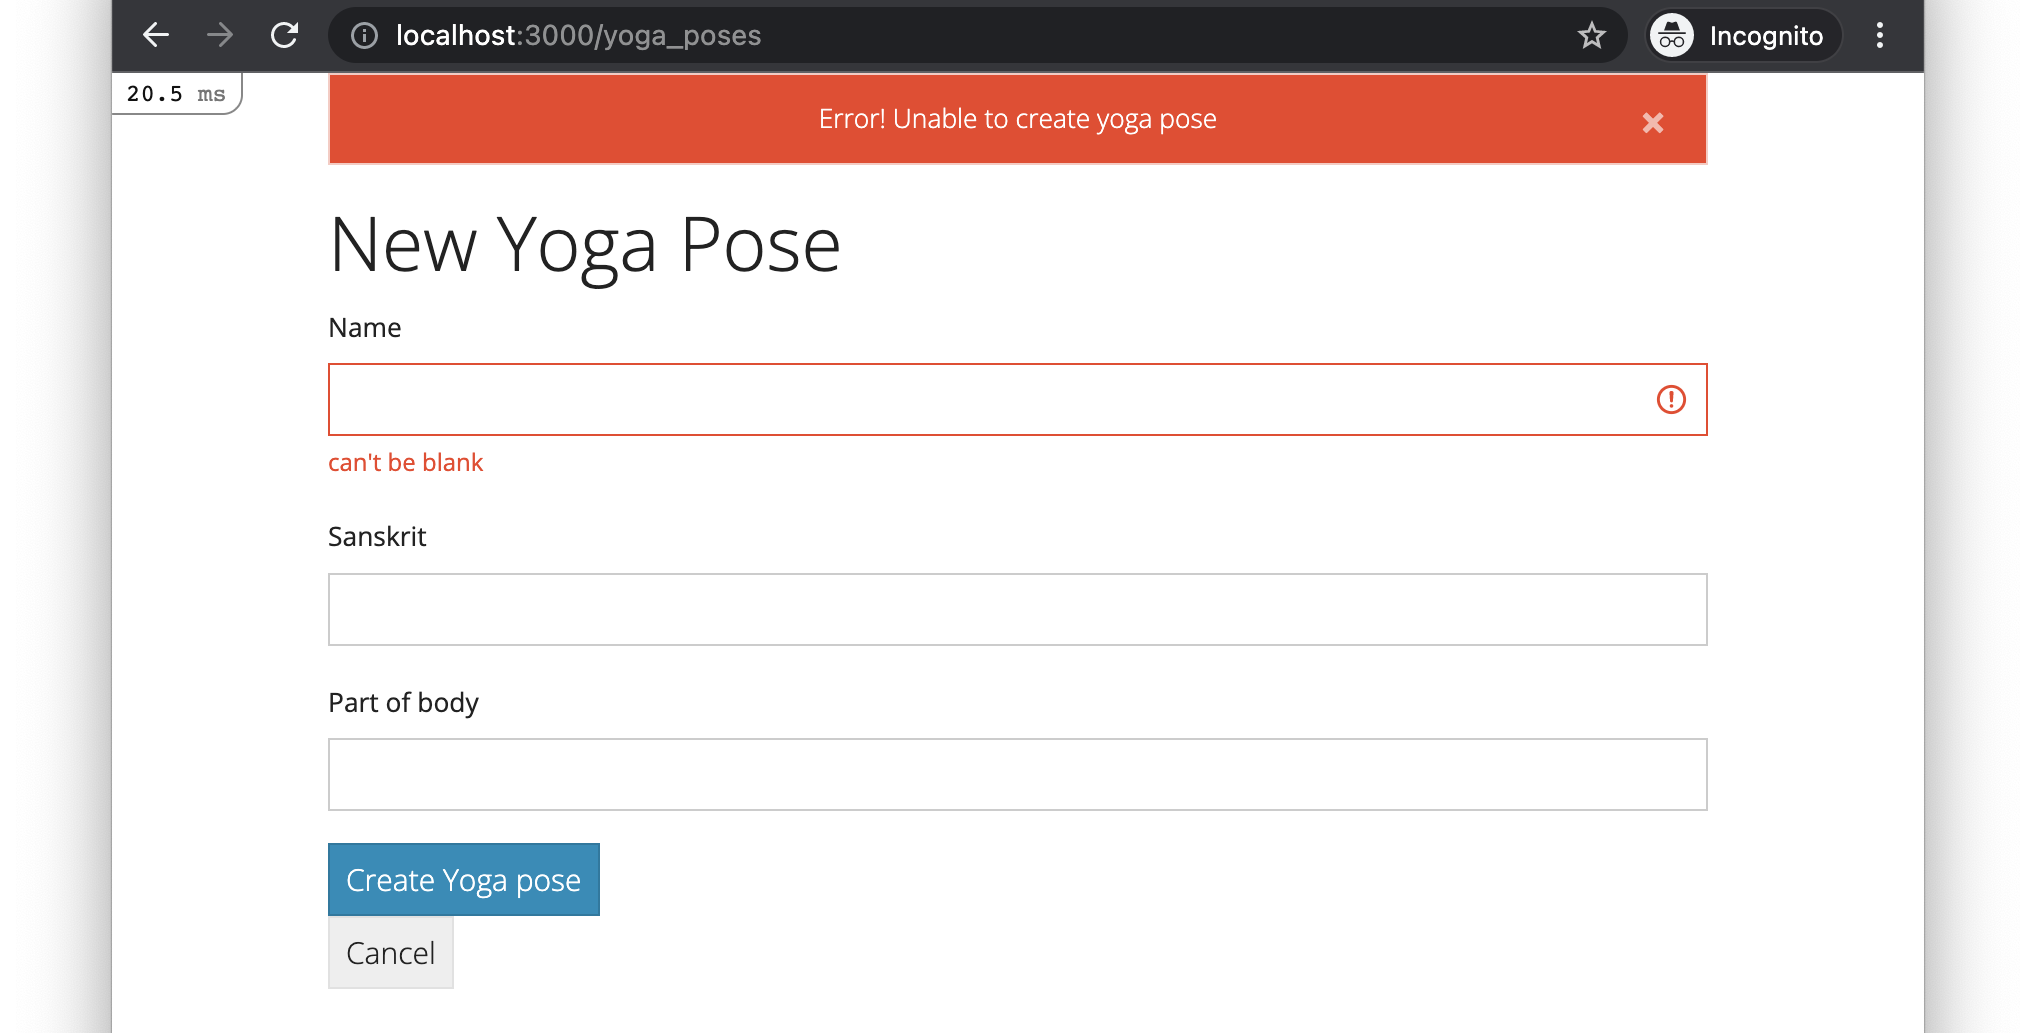 localhost:3000/yoga_poses
Incognito
20.5 ms
Error! Unable to create yoga pose
New Yoga Pose
Name
can't be blank
Sanskrit
Part of body
Create Yoga pose
Cancel